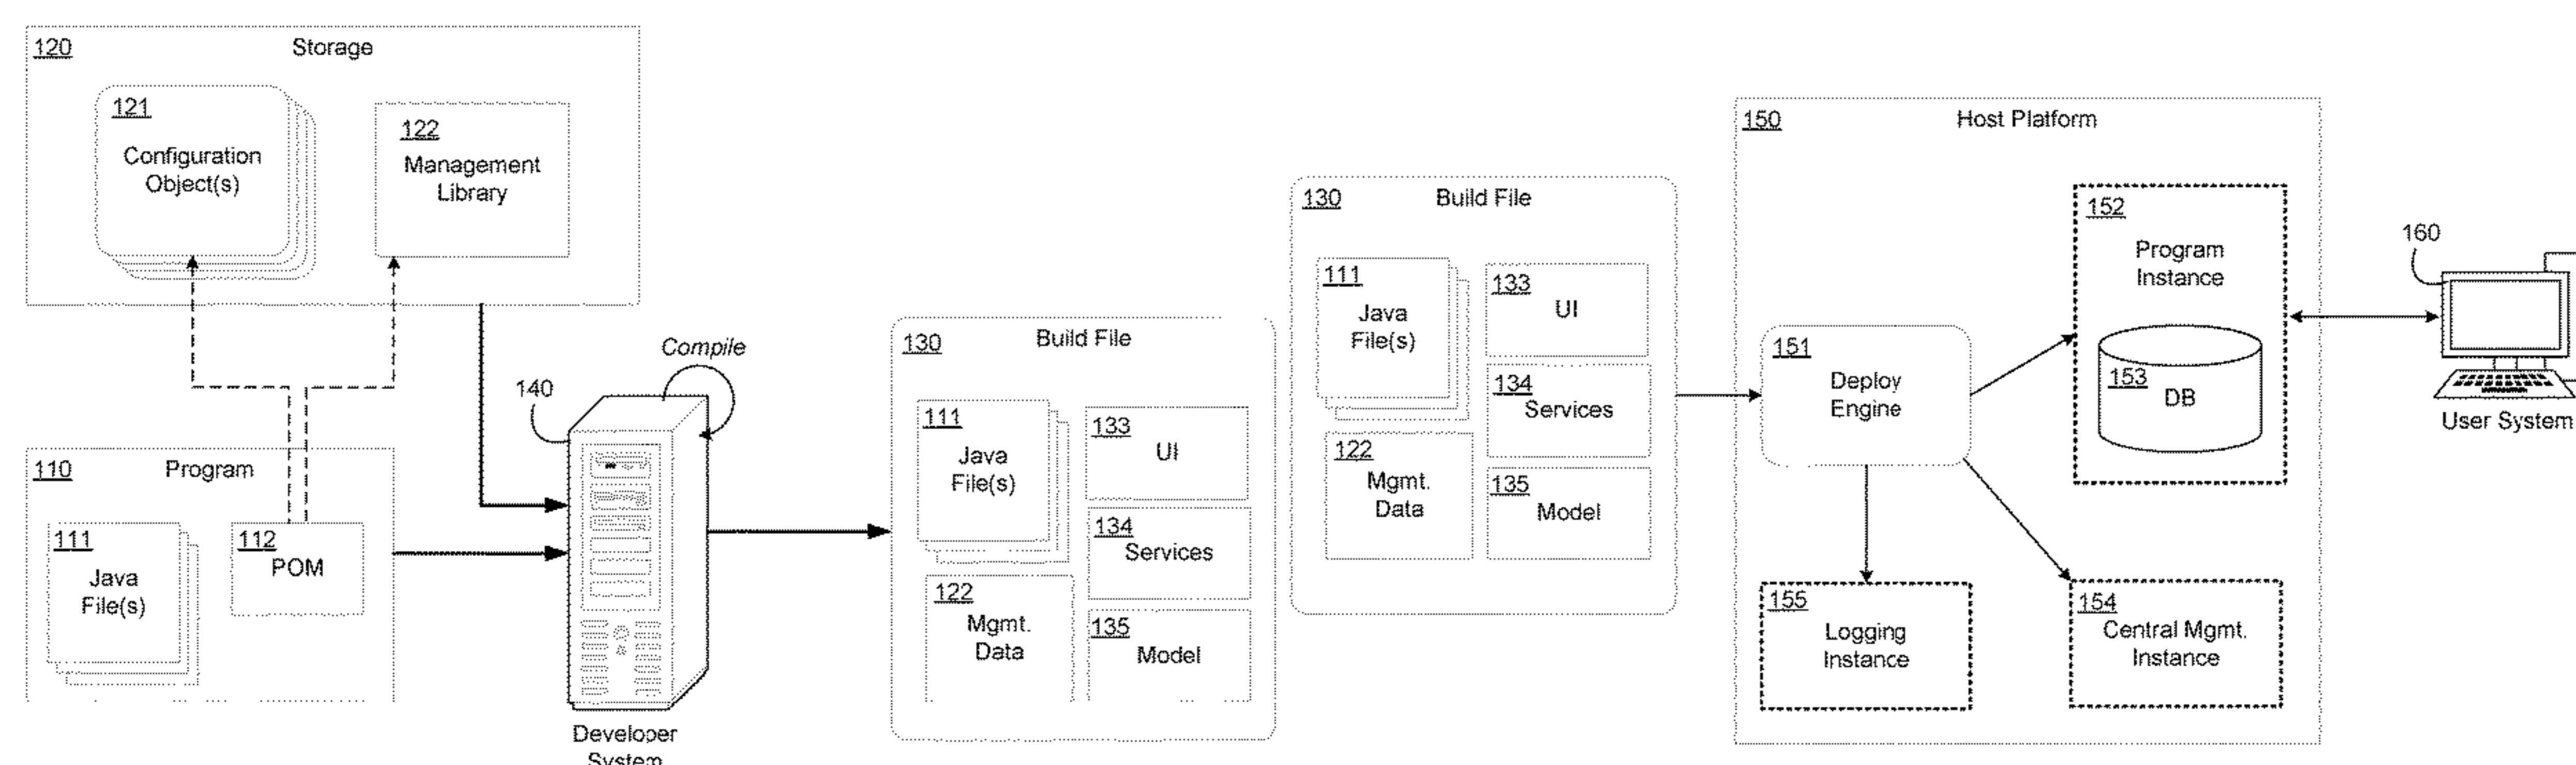 120
Storage
121
Configuration
Object(s)
122
Management
Library
110
Program
111
Java
File(s)
112
POM
Compile
140
Developer
System
130
Build File
111
Java
File(s)
133
UI
134
Services
122
Mgmt.
Data
135
Model
130
Build File
111
Java
File(s)
133
UI
134
Services
122
Mgmt.
Data
135
Model
150
Host Platform
151
Deploy
Engine
152
Program
Instance
153
DB
155
Logging
Instance
154
Central Mgmt.
Instance
160
User System